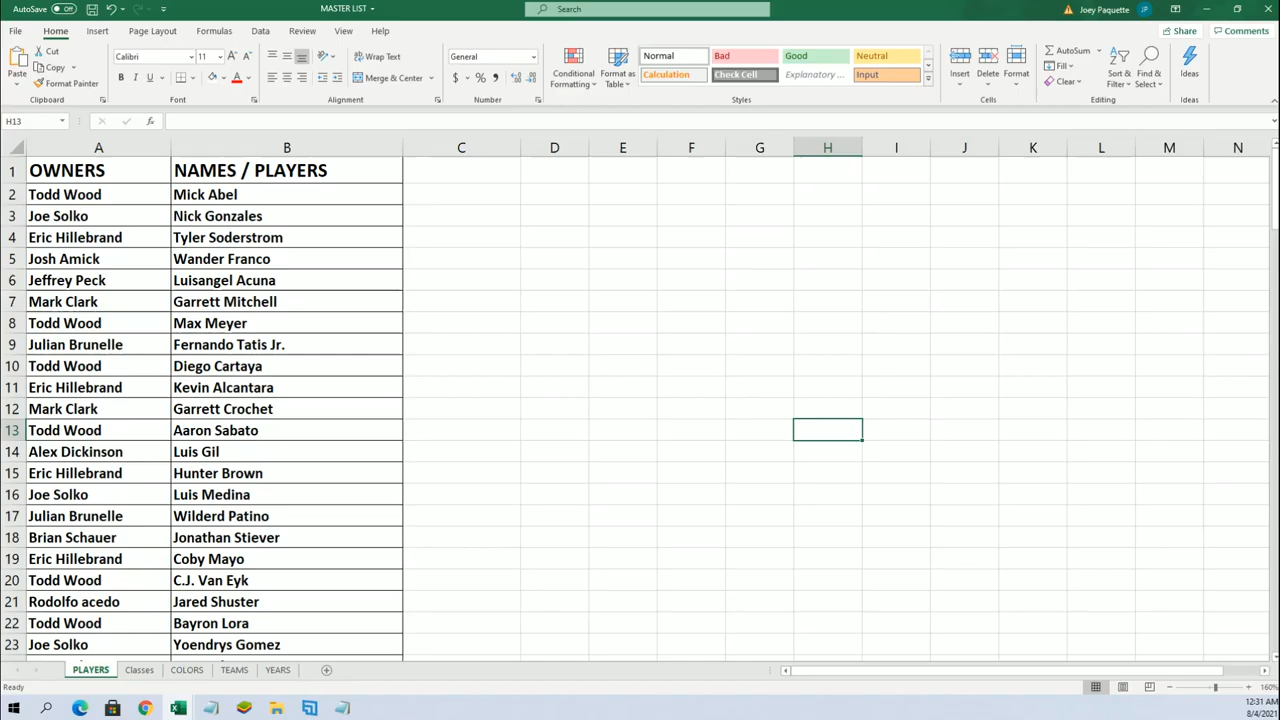 AutoSave Off MASTER LIST Search Joey Paquette JP
File Home Insert Page Layout Formulas Data Review View Help Share Comments
Paste Cut Copy Format Painter Clipboard
Calibri 11 B I U A Font
Wrap Text Merge & Center Alignment
General $ % Number
Conditional Formatting Format as Table
Normal Bad Good Neutral
Calculation Check Cell Explanatory ... Input
Styles
Insert Delete Format Cells
AutoSum Fill Clear Sort & Filter Find & Select Editing
Ideas Ideas
H13 fx
A B C D E F G H I J K L M N
1 OWNERS NAMES / PLAYERS
2 Todd Wood Mick Abel
3 Joe Solko Nick Gonzales
4 Eric Hillebrand Tyler Soderstrom
5 Josh Amick Wander Franco
6 Jeffrey Peck Luisangel Acuna
7 Mark Clark Garrett Mitchell
8 Todd Wood Max Meyer
9 Julian Brunelle Fernando Tatis Jr.
10 Todd Wood Diego Cartaya
11 Eric Hillebrand Kevin Alcantara
12 Mark Clark Garrett Crochet
13 Todd Wood Aaron Sabato
14 Alex Dickinson Luis Gil
15 Eric Hillebrand Hunter Brown
16 Joe Solko Luis Medina
17 Julian Brunelle Wilderd Patino
18 Brian Schauer Jonathan Stiever
19 Eric Hillebrand Coby Mayo
20 Todd Wood C.J. Van Eyk
21 Rodolfo acedo Jared Shuster
22 Todd Wood Bayron Lora
23 Joe Solko Yoendrys Gomez
PLAYERS Classes COLORS TEAMS YEARS
Ready 160%
12:31 AM
8/4/2021